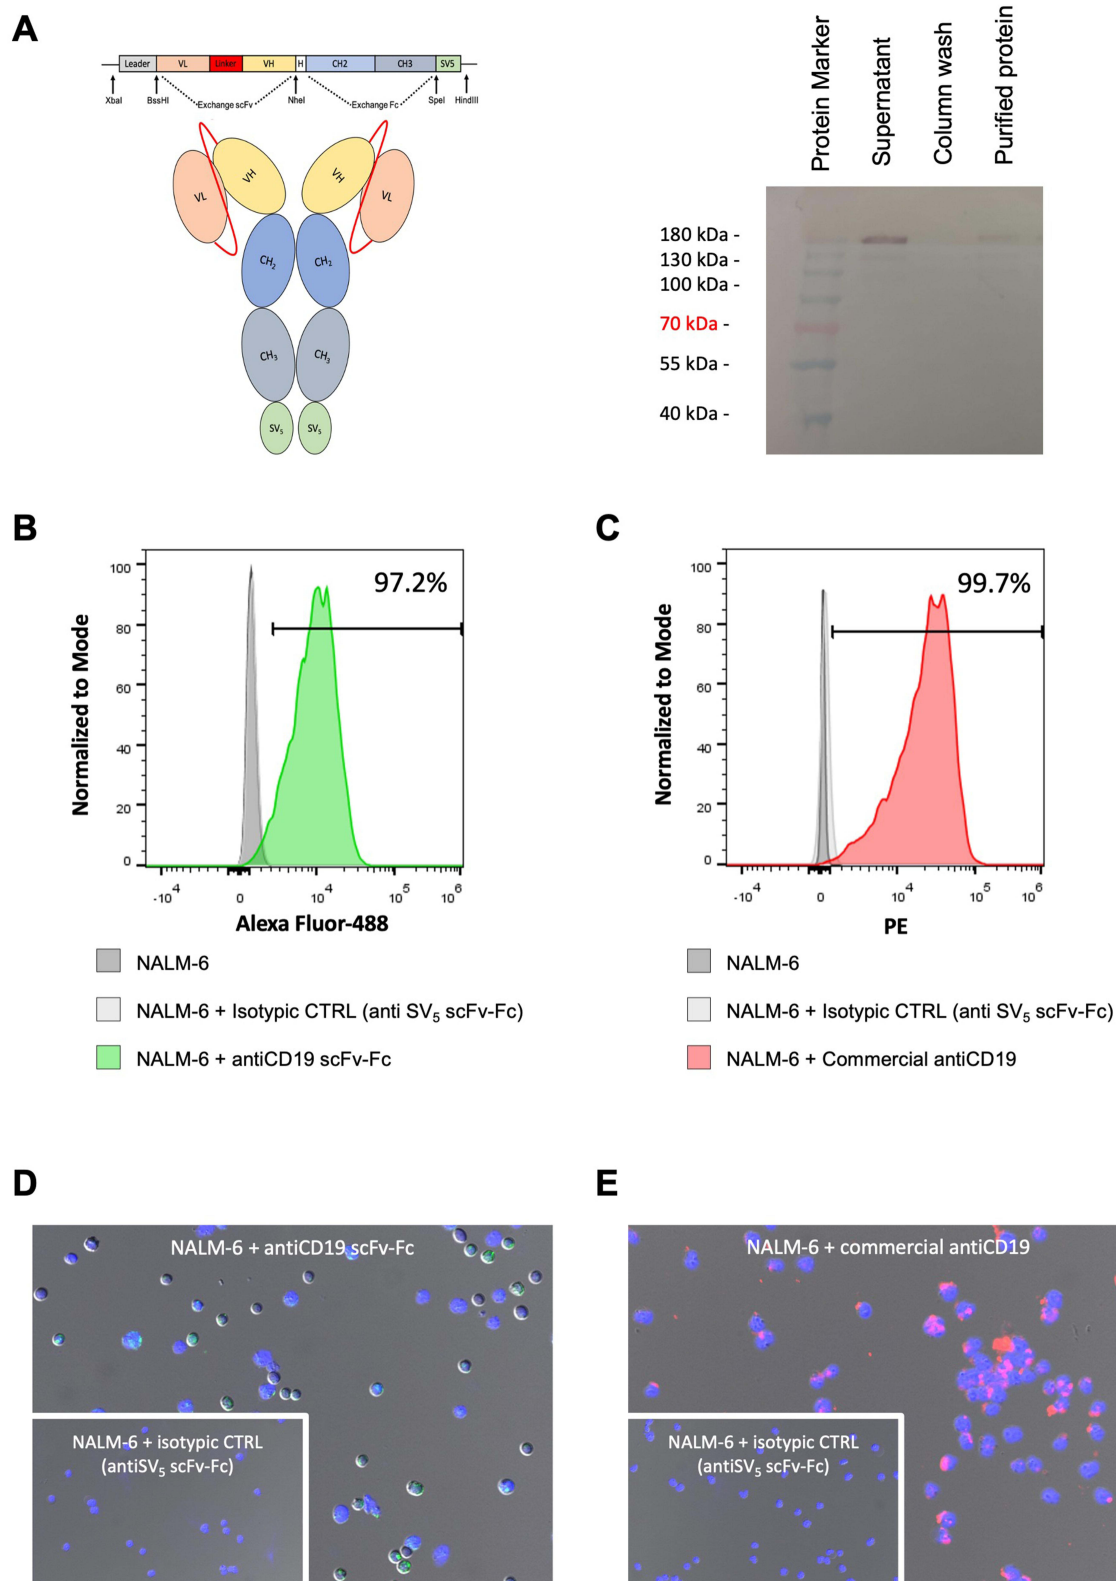 A
Leader VL Linker VH H CH2 CH3 SV5
XbaI BssHI Exchange scFv NheI Exchange Fc SpeI HindIII
VL VH VH VL
CH2 CH2
CH3 CH3
SV5 SV5
Protein Marker
Supernatant
Column wash
Purified protein
180 kDa -
130 kDa -
100 kDa -
70 kDa -
55 kDa -
40 kDa -
B
97.2%
Normalized to Mode
100
80
60
40
20
0
-10^4 0 10^4 10^5 10^6
Alexa Fluor-488
NALM-6
NALM-6 + Isotypic CTRL (anti SV5 scFv-Fc)
NALM-6 + antiCD19 scFv-Fc
C
99.7%
Normalized to Mode
100
80
60
40
20
0
-10^4 0 10^4 10^5 10^6
PE
NALM-6
NALM-6 + Isotypic CTRL (anti SV5 scFv-Fc)
NALM-6 + Commercial antiCD19
D
NALM-6 + antiCD19 scFv-Fc
NALM-6 + isotypic CTRL
(antiSV5 scFv-Fc)
E
NALM-6 + commercial antiCD19
NALM-6 + isotypic CTRL
(antiSV5 scFv-Fc)